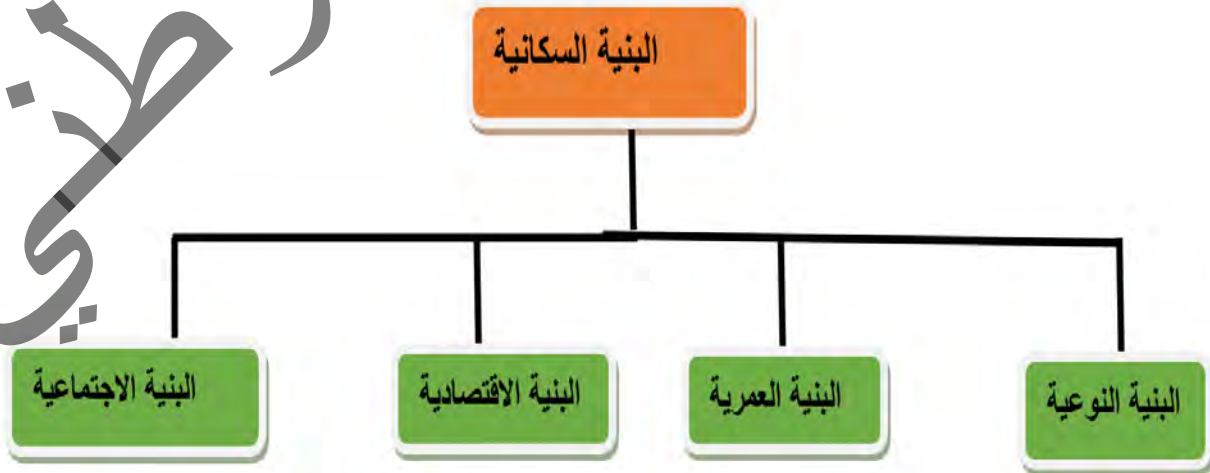 البنية السكانية
البنية النوعية
البنية العمرية
البنية الاقتصادية
البنية الاجتماعية